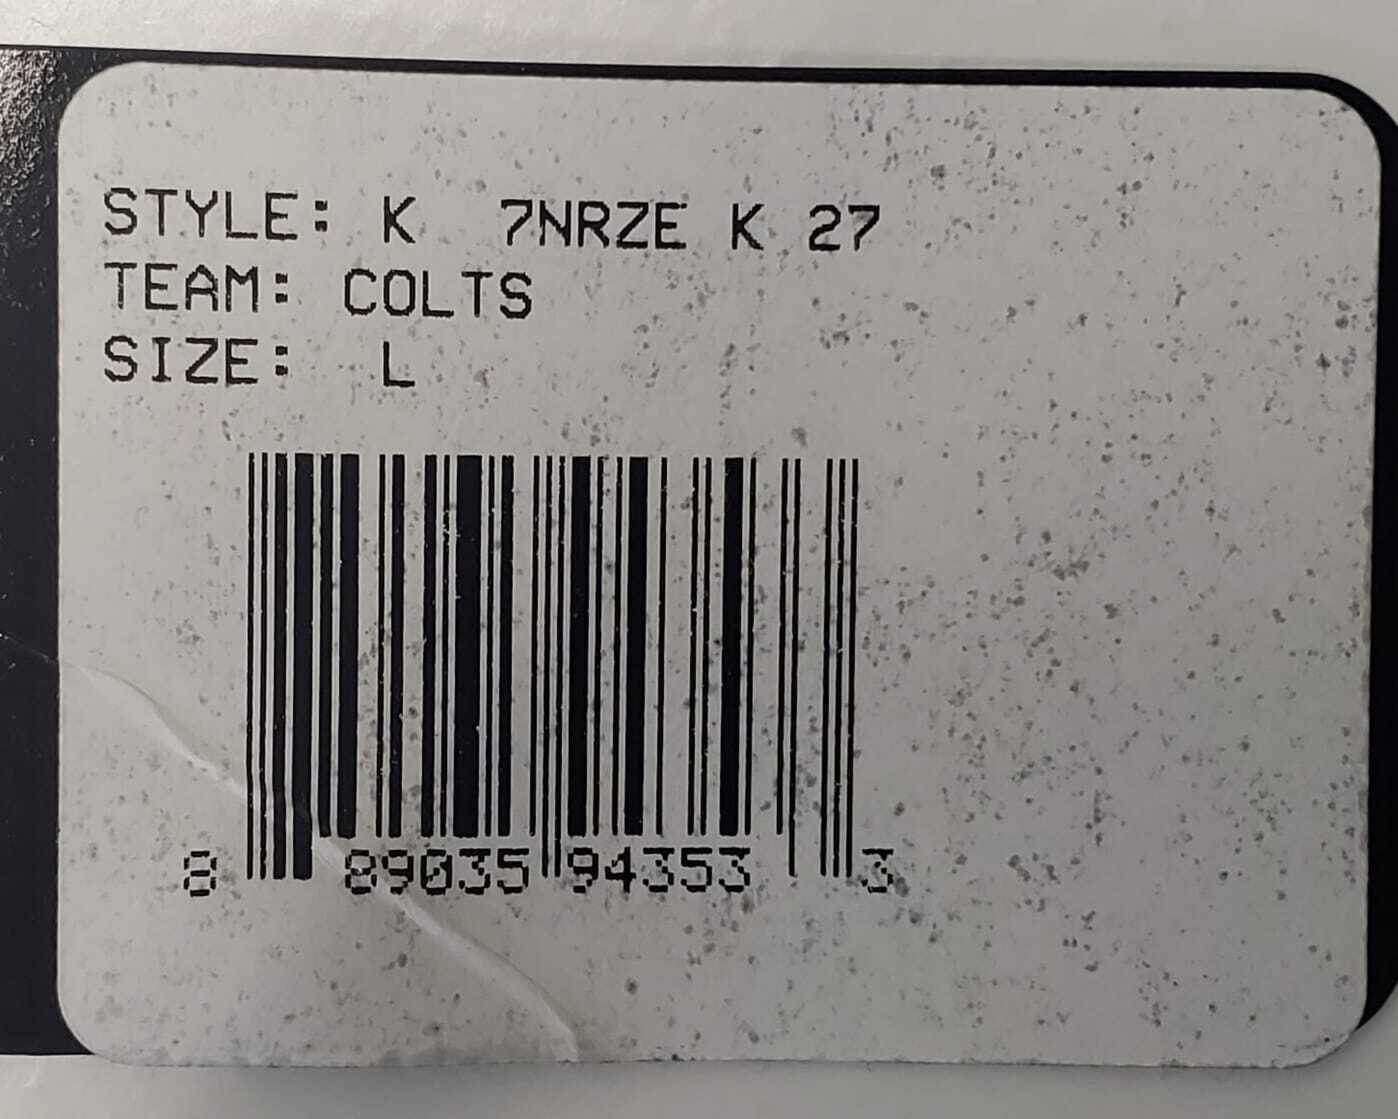 STYLE: K  7NRZE K 27
TEAM: COLTS
SIZE: L
8 89035 94353 3